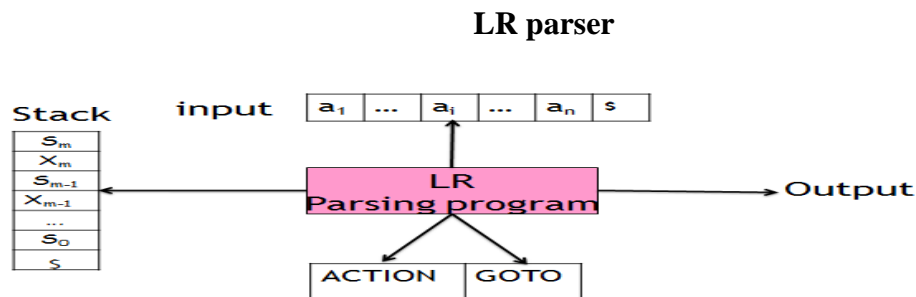 LR parser
Stack
input
a1 ... ai ... an s
Sm
Xm
Sm-1
Xm-1
...
S0
S
LR
Parsing program
Output
ACTION GOTO